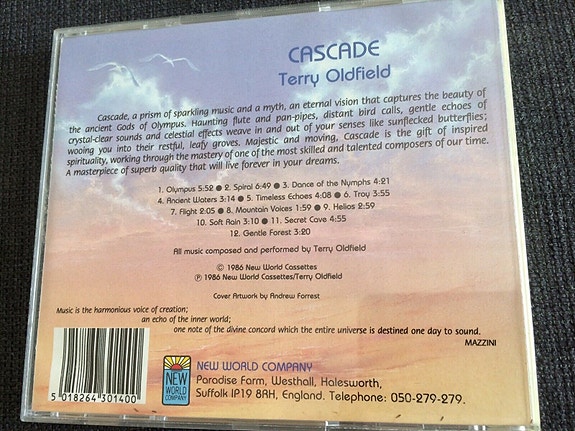 CASCADE
Terry Oldfield
Cascade, a prism of sparkling music and a myth, an eternal vision that captures the beauty of
the ancient Gods of Olympus. Haunting flute and pan-pipes, distant bird calls, gentle echoes of
crystal-clear sounds and celestial effects weave in and out of your senses like sunflecked butterflies;
wooing you into their restful, leafy groves. Majestic and moving, Cascade is the gift of inspired
spirituality, working through the mastery of one of the most skilled and talented composers of our time.
A masterpiece of superb quality that will live forever in your dreams.
1. Olympus 5:52 ● 2. Spiral 6:49 ● 3. Dance of the Nymphs 4:21
4. Ancient Waters 3:14 ● 5. Timeless Echoes 4:08 ● 6. Troy 3:55
7. Flight 2:05 ● 8. Mountain Voices 1:59 ● 9. Helios 2:59
10. Soft Rain 3:10 ● 11. Secret Cave 4:55
12. Gentle Forest 3:20
All music composed and performed by Terry Oldfield
© 1986 New World Cassettes
℗ 1986 New World Cassettes/Terry Oldfield
Cover Artwork by Andrew Forrest
Music is the harmonious voice of creation;
an echo of the inner world;
one note of the divine concord which the entire universe is destined one day to sound.
MAZZINI
5 018264 301400
NEW
WORLD
COMPANY
NEW WORLD COMPANY
Paradise Farm, Westhall, Halesworth,
Suffolk IP19 8RH, England. Telephone: 050-279-279.